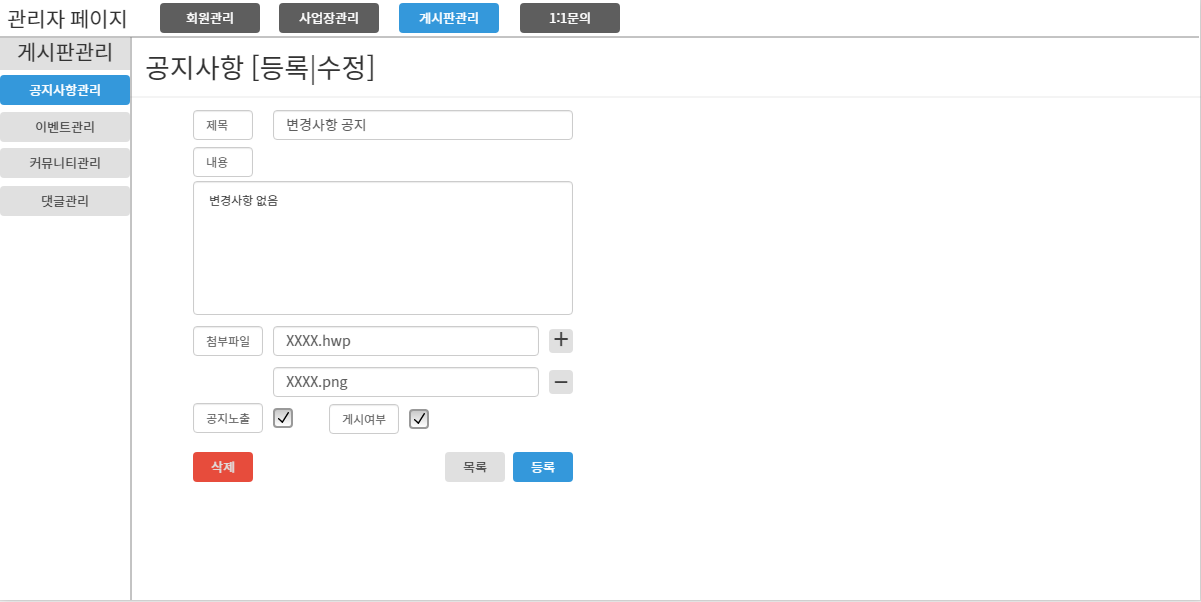 관리자 페이지
회원관리
사업장관리
게시판관리
1:1문의
게시판관리
공지사항관리
이벤트관리
커뮤니티관리
댓글관리
공지사항 [등록|수정]
제목
변경사항 공지
내용
변경사항 없음
첨부파일
XXXX.hwp
XXXX.png
공지노출
게시여부
삭제
목록
등록